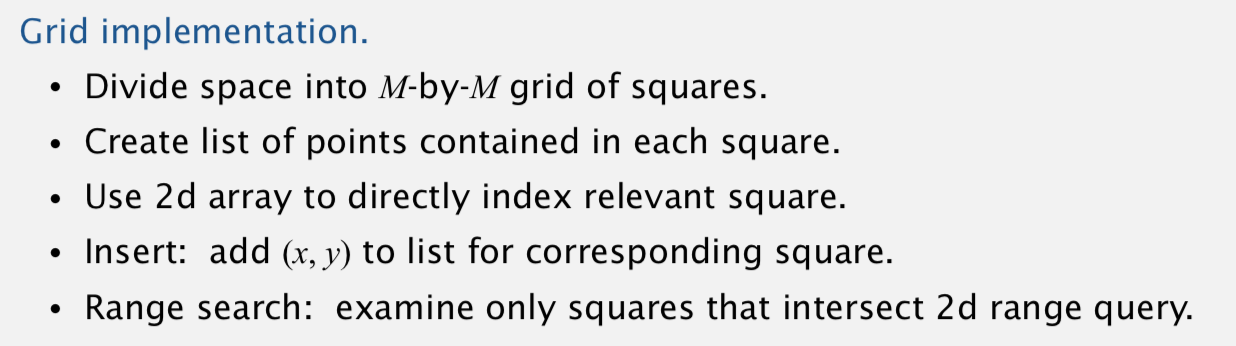 Grid implementation.
• Divide space into M-by-M grid of squares.
• Create list of points contained in each square.
• Use 2d array to directly index relevant square.
• Insert:  add (x, y) to list for corresponding square.
• Range search:  examine only squares that intersect 2d range query.